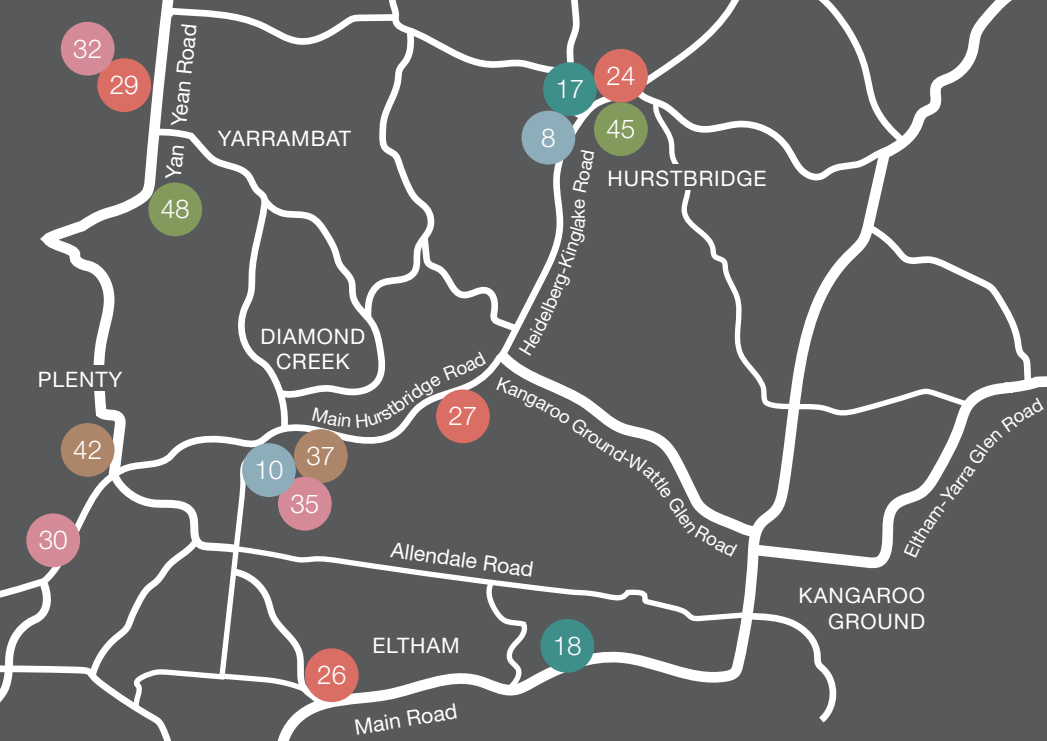 32
29
Yan Yean Road
YARRAMBAT
48
17
24
8
45
HURSTBRIDGE
Heidelberg-Kinglake Road
DIAMOND
CREEK
PLENTY
Main Hurstbridge Road
27
Kangaroo Ground-Wattle Glen Road
42
10
37
35
30
Eltham-Yarra Glen Road
Allendale Road
KANGAROO
GROUND
ELTHAM
18
26
Main Road